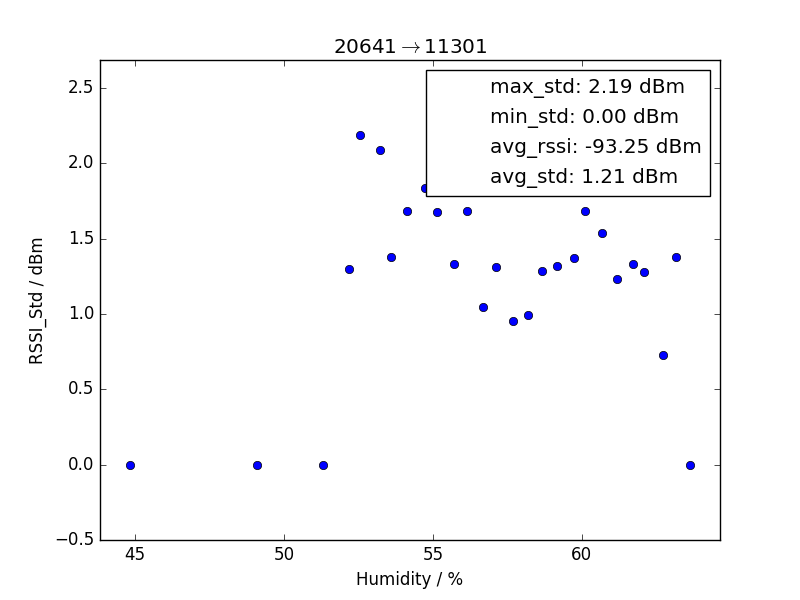 20641→11301
max_std: 2.19 dBm
min_std: 0.00 dBm
avg_rssi: -93.25 dBm
avg_std: 1.21 dBm
2.5
2.0
1.5
1.0
0.5
0.0
−0.5
RSSI_Std / dBm
45 50 55 60
Humidity / %